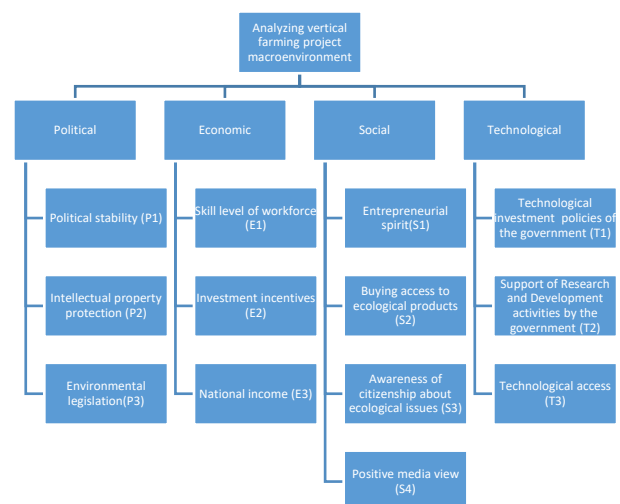 Analyzing vertical
farming project
macroenvironment
Political
Economic
Social
Technological
Political stability (P1)
Intellectual property
protection (P2)
Environmental
legislation(P3)
Skill level of workforce
(E1)
Investment incentives
(E2)
National income (E3)
Entrepreneurial
spirit(S1)
Buying access to
ecological products
(S2)
Awareness of
citizenship about
ecological issues (S3)
Positive media view
(S4)
Technological
investment policies of
the government (T1)
Support of Research
and Development
activities by the
government (T2)
Technological access
(T3)